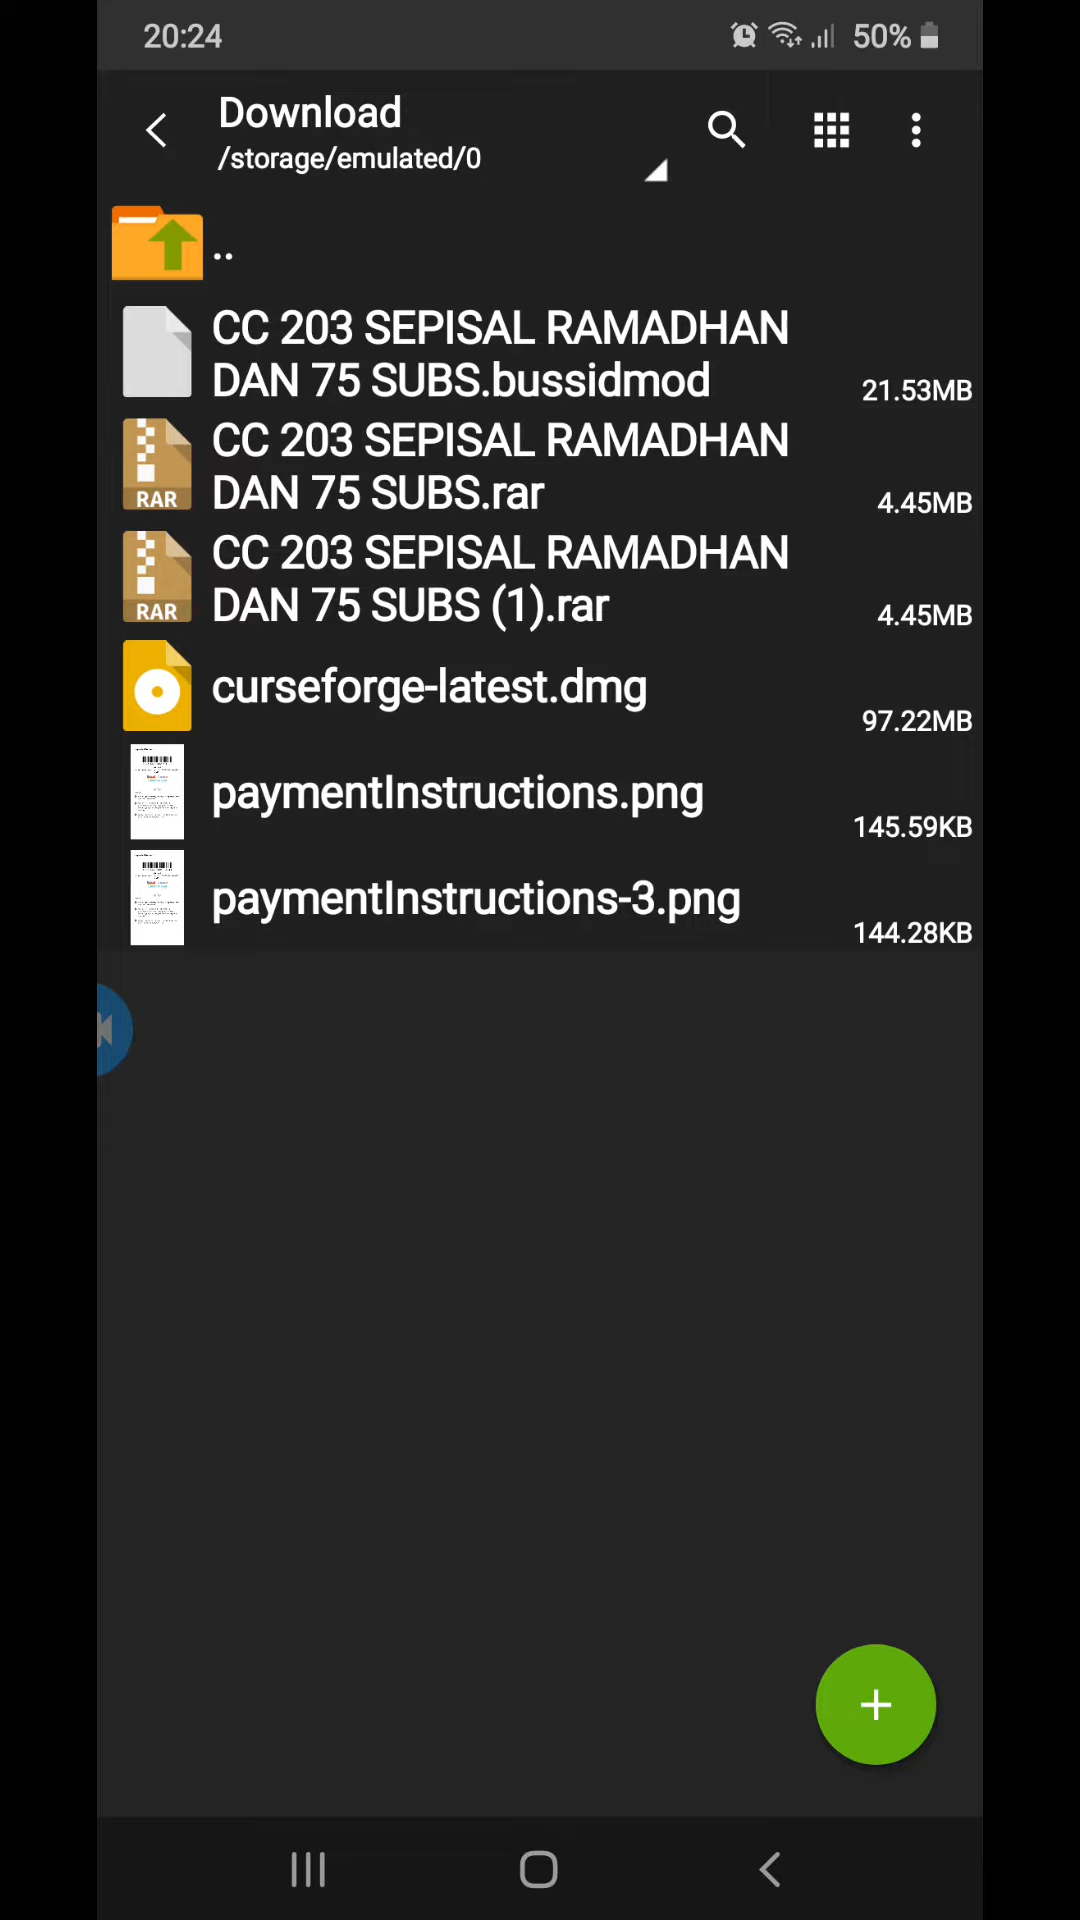 20:24
50%
Download
/storage/emulated/0
..
CC 203 SEPISAL RAMADHAN
DAN 75 SUBS.bussidmod
21.53MB
RAR
CC 203 SEPISAL RAMADHAN
DAN 75 SUBS.rar
4.45MB
RAR
CC 203 SEPISAL RAMADHAN
DAN 75 SUBS (1).rar
4.45MB
curseforge-latest.dmg
97.22MB
paymentInstructions.png
145.59KB
paymentInstructions-3.png
144.28KB